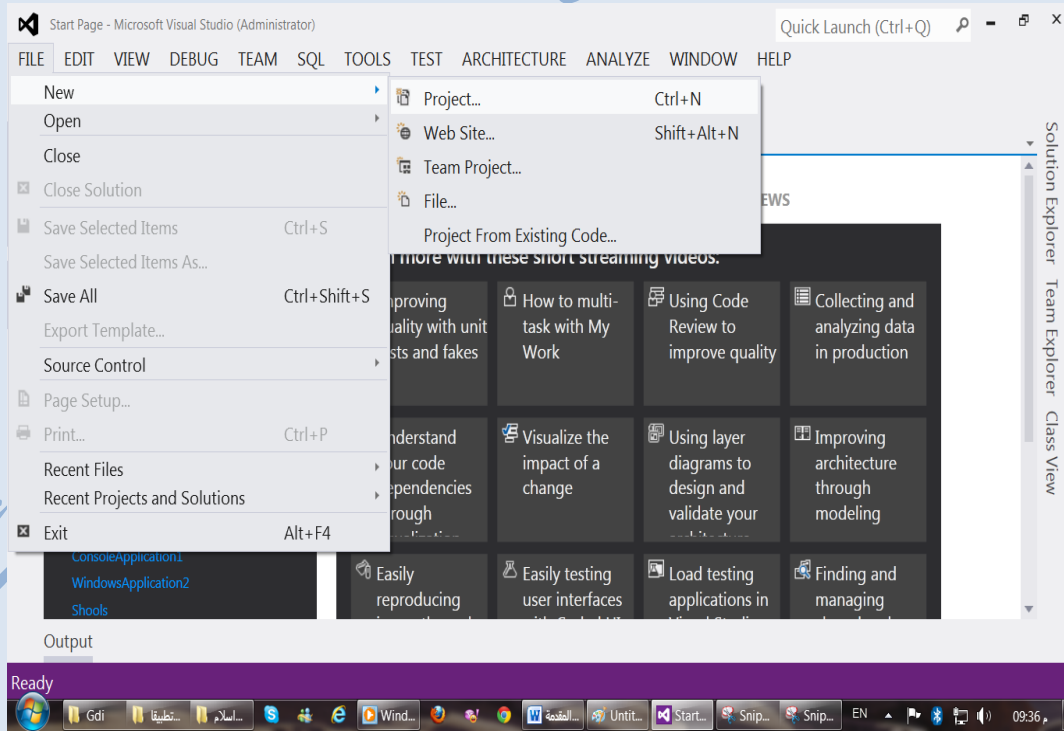 Start Page - Microsoft Visual Studio (Administrator)
Quick Launch (Ctrl+Q)
FILE EDIT VIEW DEBUG TEAM SQL TOOLS TEST ARCHITECTURE ANALYZE WINDOW HELP
New
Open
Close
Close Solution
Save Selected Items Ctrl+S
Save Selected Items As...
Save All Ctrl+Shift+S
Export Template...
Source Control
Page Setup...
Print... Ctrl+P
Recent Files
Recent Projects and Solutions
Exit Alt+F4
Project... Ctrl+N
Web Site... Shift+Alt+N
Team Project...
File...
Project From Existing Code...
EWS
more with these short streaming videos:
proving
ality with unit
sts and fakes
How to multi-
task with My
Work
Using Code
Review to
improve quality
Collecting and
analyzing data
in production
nderstand
ur code
ependencies
rough
Visualize the
impact of a
change
Using layer
diagrams to
design and
validate your
Improving
architecture
through
modeling
Easily
reproducing
Easily testing
user interfaces
Load testing
applications in
Finding and
managing
ConsoleApplication1
WindowsApplication2
Shools
Solution Explorer
Team Explorer
Class View
Output
Ready
Gdi
تطبيقا...
اسلام...
Wind...
المقدمة...
Untit...
Start...
Snip...
Snip...
EN
09:36 م